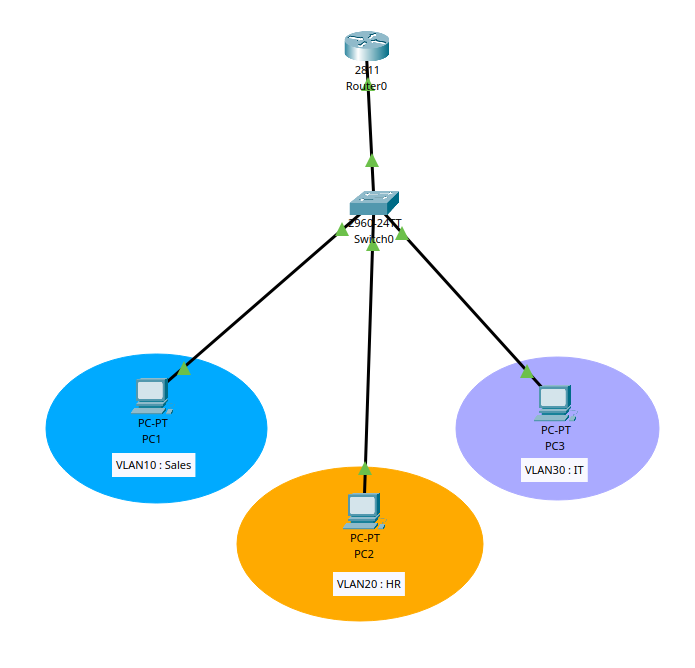 2811
Router0
2960-24TT
Switch0
PC-PT
PC1
VLAN10 : Sales
PC-PT
PC3
VLAN30 : IT
PC-PT
PC2
VLAN20 : HR